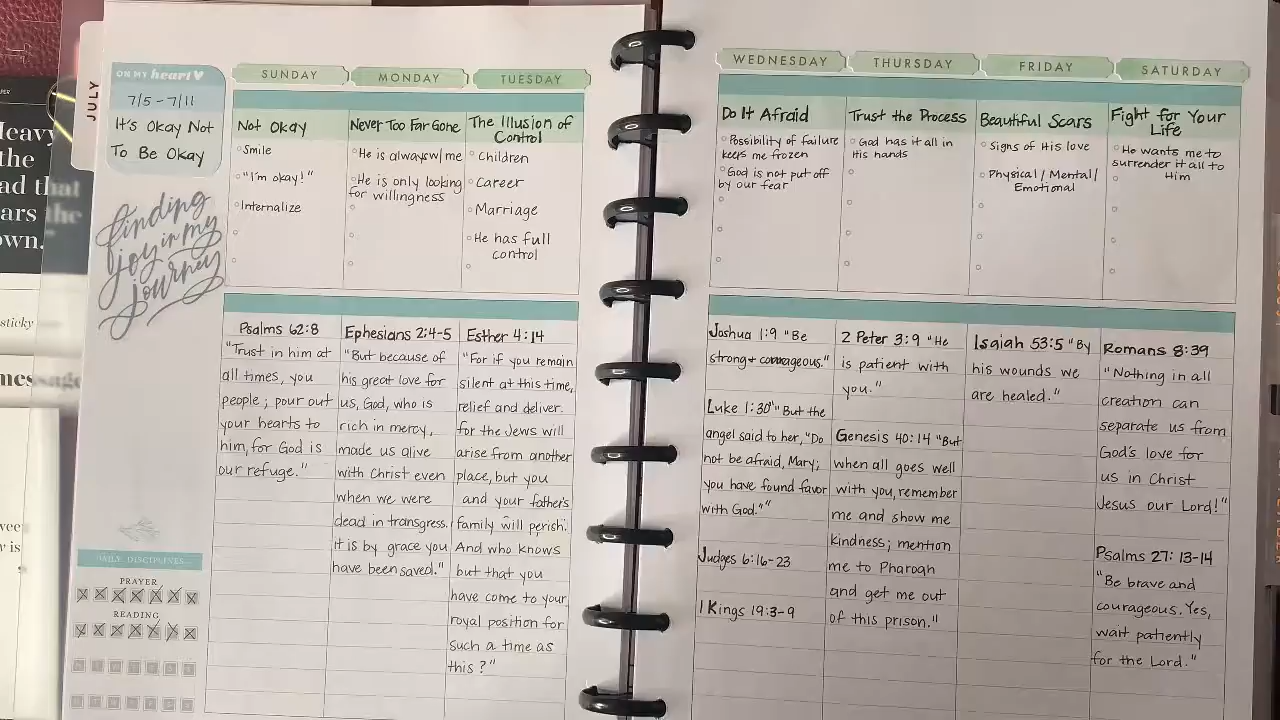 JULY
ON MY heart
7/5 - 7/11
It's Okay Not
To Be Okay
finding
joy in my
journey
DAILY DISCIPLINES
PRAYER
READING
SUNDAY
Not Okay
Smile
"I'm okay!"
Internalize
Psalms 62:8
"Trust in him at
all times, you
people; pour out
your hearts to
him, for God is
our refuge."
MONDAY
Never Too Far Gone
He is always w/me
He is only looking
for willingness
Ephesians 2:4-5
"But because of
his great love for
us, God, who is
rich in mercy,
made us alive
with Christ even
when we were
dead in transgress.
it is by grace you
have been saved."
TUESDAY
The Illusion of
Control
Children
Career
Marriage
He has full
control
Esther 4:14
"For if you remain
silent at this time,
relief and deliver.
for the Jews will
arise from another
place, but you
and your father's
family will perish.
And who knows
but that you
have come to your
royal position for
such a time as
this?"
WEDNESDAY
Do It Afraid
Possibility of failure
keeps me frozen
God is not put off
by our fear
Joshua 1:9 "Be
strong + courageous."
Luke 1:30 "But the
angel said to her, "Do
not be afraid, Mary;
you have found favor
with God.""
Judges 6:16-23
1 Kings 19:3-9
THURSDAY
Trust the Process
God has it all in
His hands
2 Peter 3:9 "He
is patient with
you."
Genesis 40:14 "But
when all goes well
with you, remember
me and show me
kindness; mention
me to Pharoah
and get me out
of this prison."
FRIDAY
Beautiful Scars
Signs of His love
Physical / Mental /
Emotional
Isaiah 53:5 "By
his wounds we
are healed."
SATURDAY
Fight for Your
Life
He wants me to
surrender it all to
Him
Romans 8:39
"Nothing in all
creation can
separate us from
God's love for
us in Christ
Jesus our Lord!"
Psalms 27:13-14
"Be brave and
courageous. Yes,
wait patiently
for the Lord."
the
that
sticky